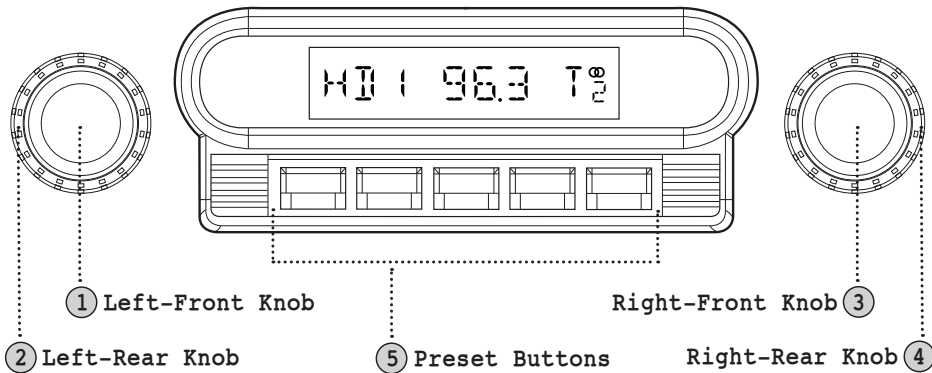 HD1 96.3 T 2
1 Left-Front Knob
Right-Front Knob 3
2 Left-Rear Knob
5 Preset Buttons
Right-Rear Knob 4